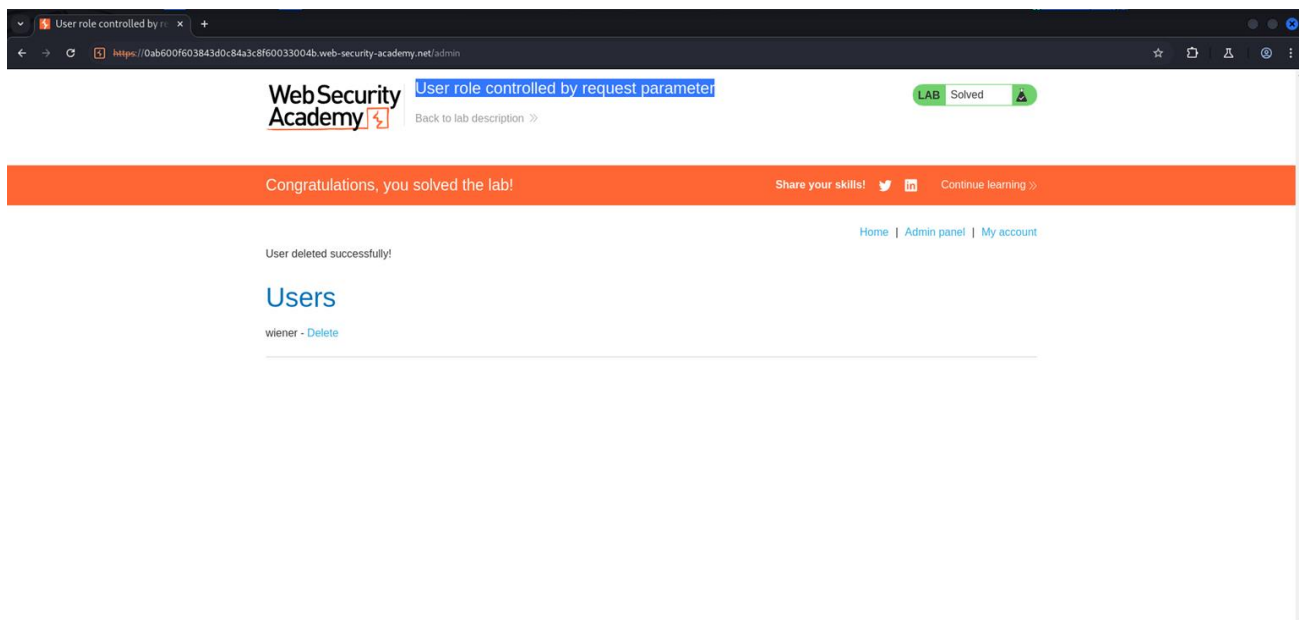 User role controlled by re
https://0ab600f603843d0c84a3c8f60033004b.web-security-academy.net/admin
Web Security Academy
User role controlled by request parameter
Back to lab description
LAB Solved
Congratulations, you solved the lab!
Share your skills!
Continue learning
Home | Admin panel | My account
User deleted successfully!
Users
wiener - Delete